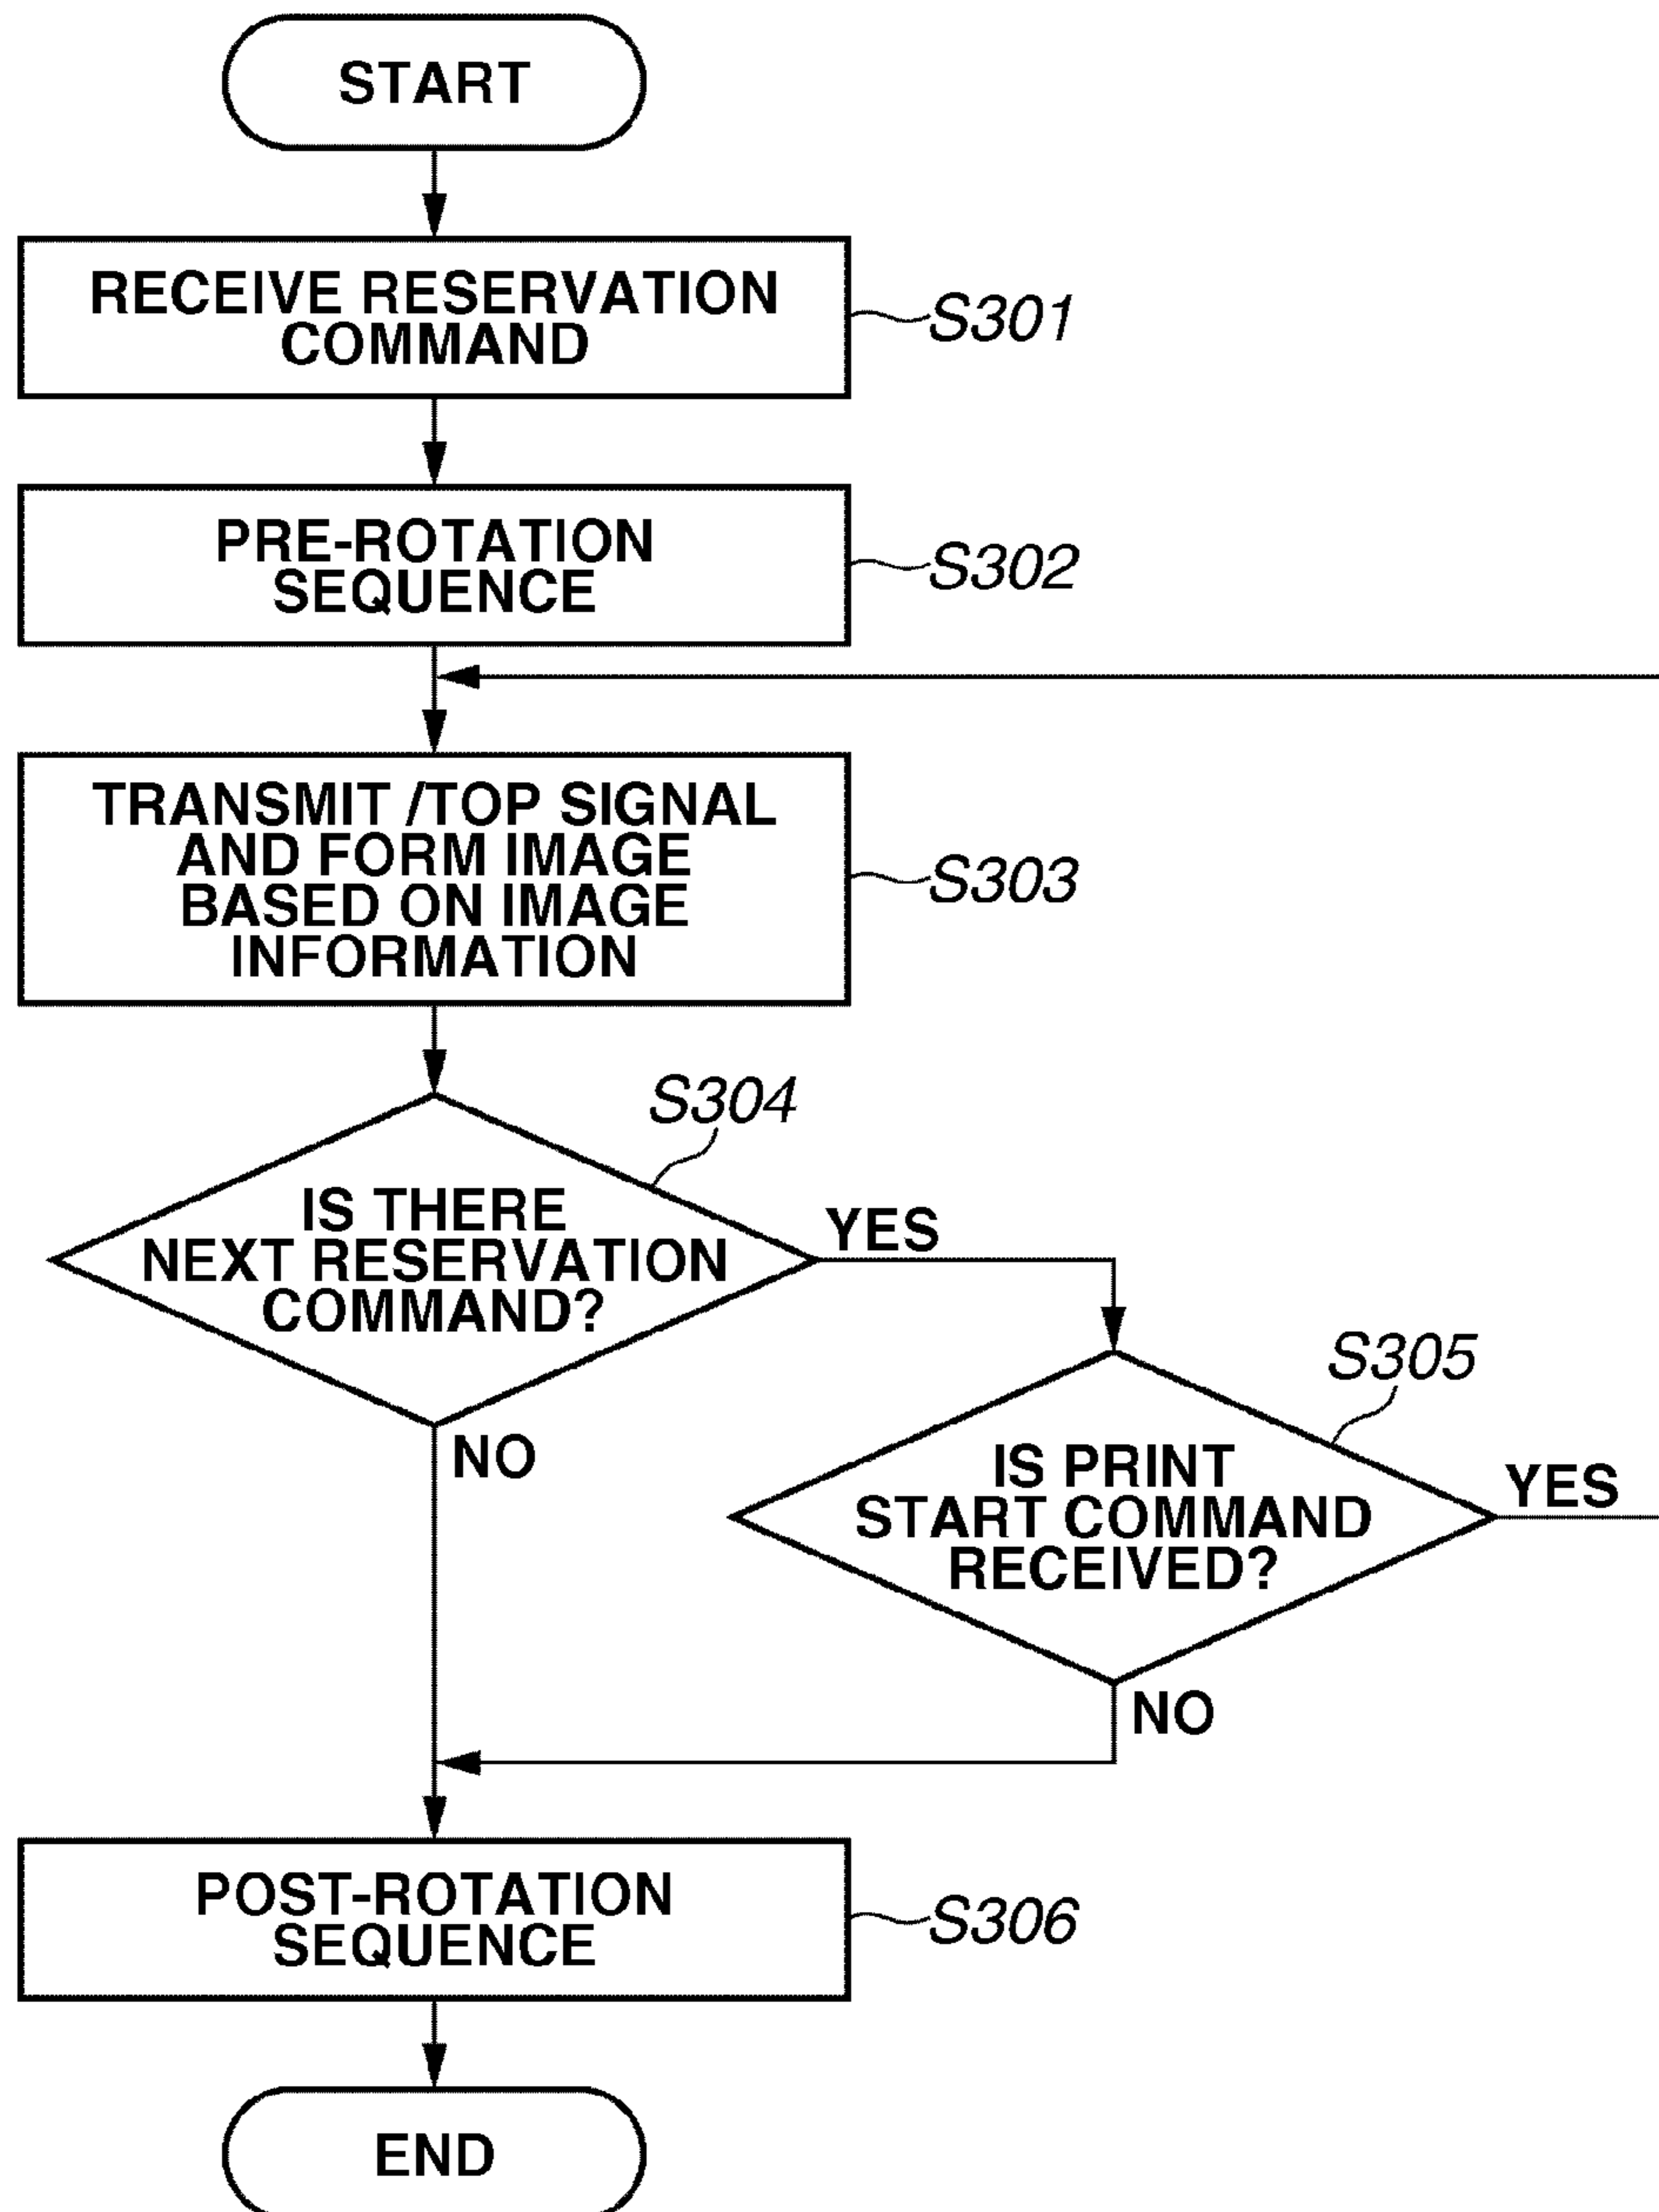 START
RECEIVE RESERVATION
COMMAND
S301
PRE-ROTATION
SEQUENCE
S302
TRANSMIT /TOP SIGNAL
AND FORM IMAGE
BASED ON IMAGE
INFORMATION
S303
S304
IS THERE
NEXT RESERVATION
COMMAND?
YES
NO
S305
IS PRINT
START COMMAND
RECEIVED?
YES
NO
POST-ROTATION
SEQUENCE
S306
END